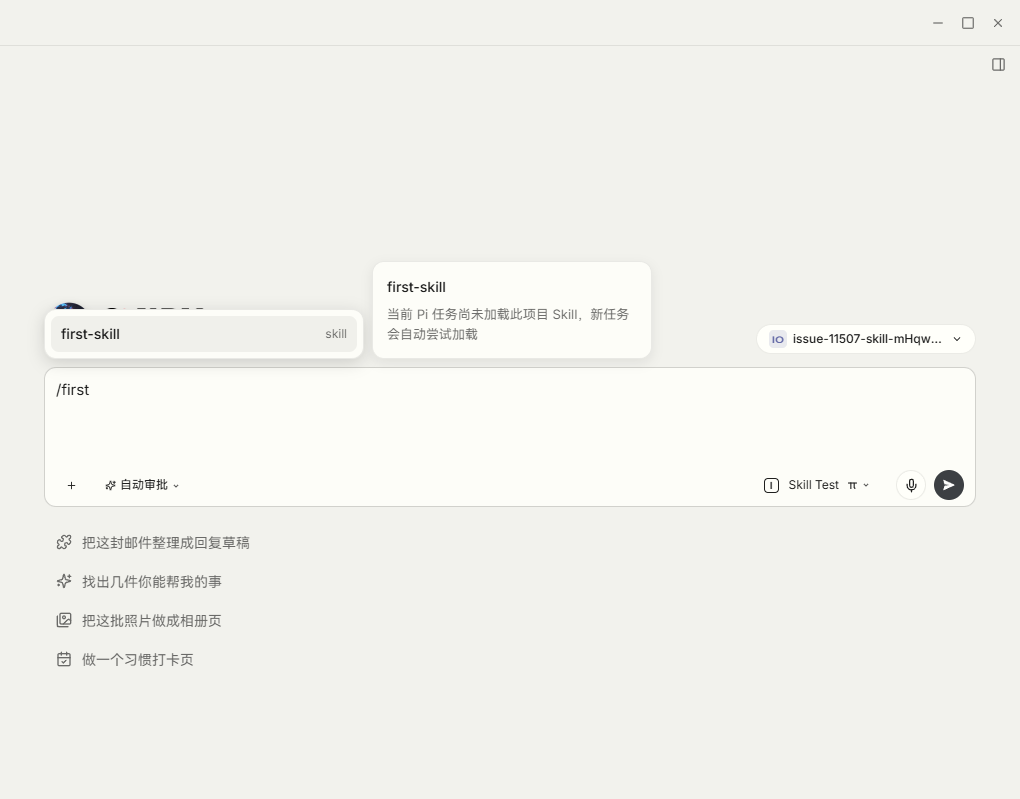 first-skill
当前 Pi 任务尚未加载此项目 Skill，新任务
会自动尝试加载
first-skill skill
IO issue-11507-skill-mHqw...
/first
自动审批
I Skill Test π
把这封邮件整理成回复草稿
找出几件你能帮我的事
把这批照片做成相册页
做一个习惯打卡页